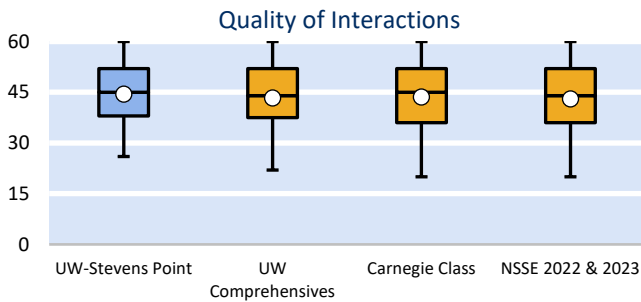 Quality of Interactions
60
45
30
15
0
UW-Stevens Point
UW
Comprehensives
Carnegie Class
NSSE 2022 & 2023